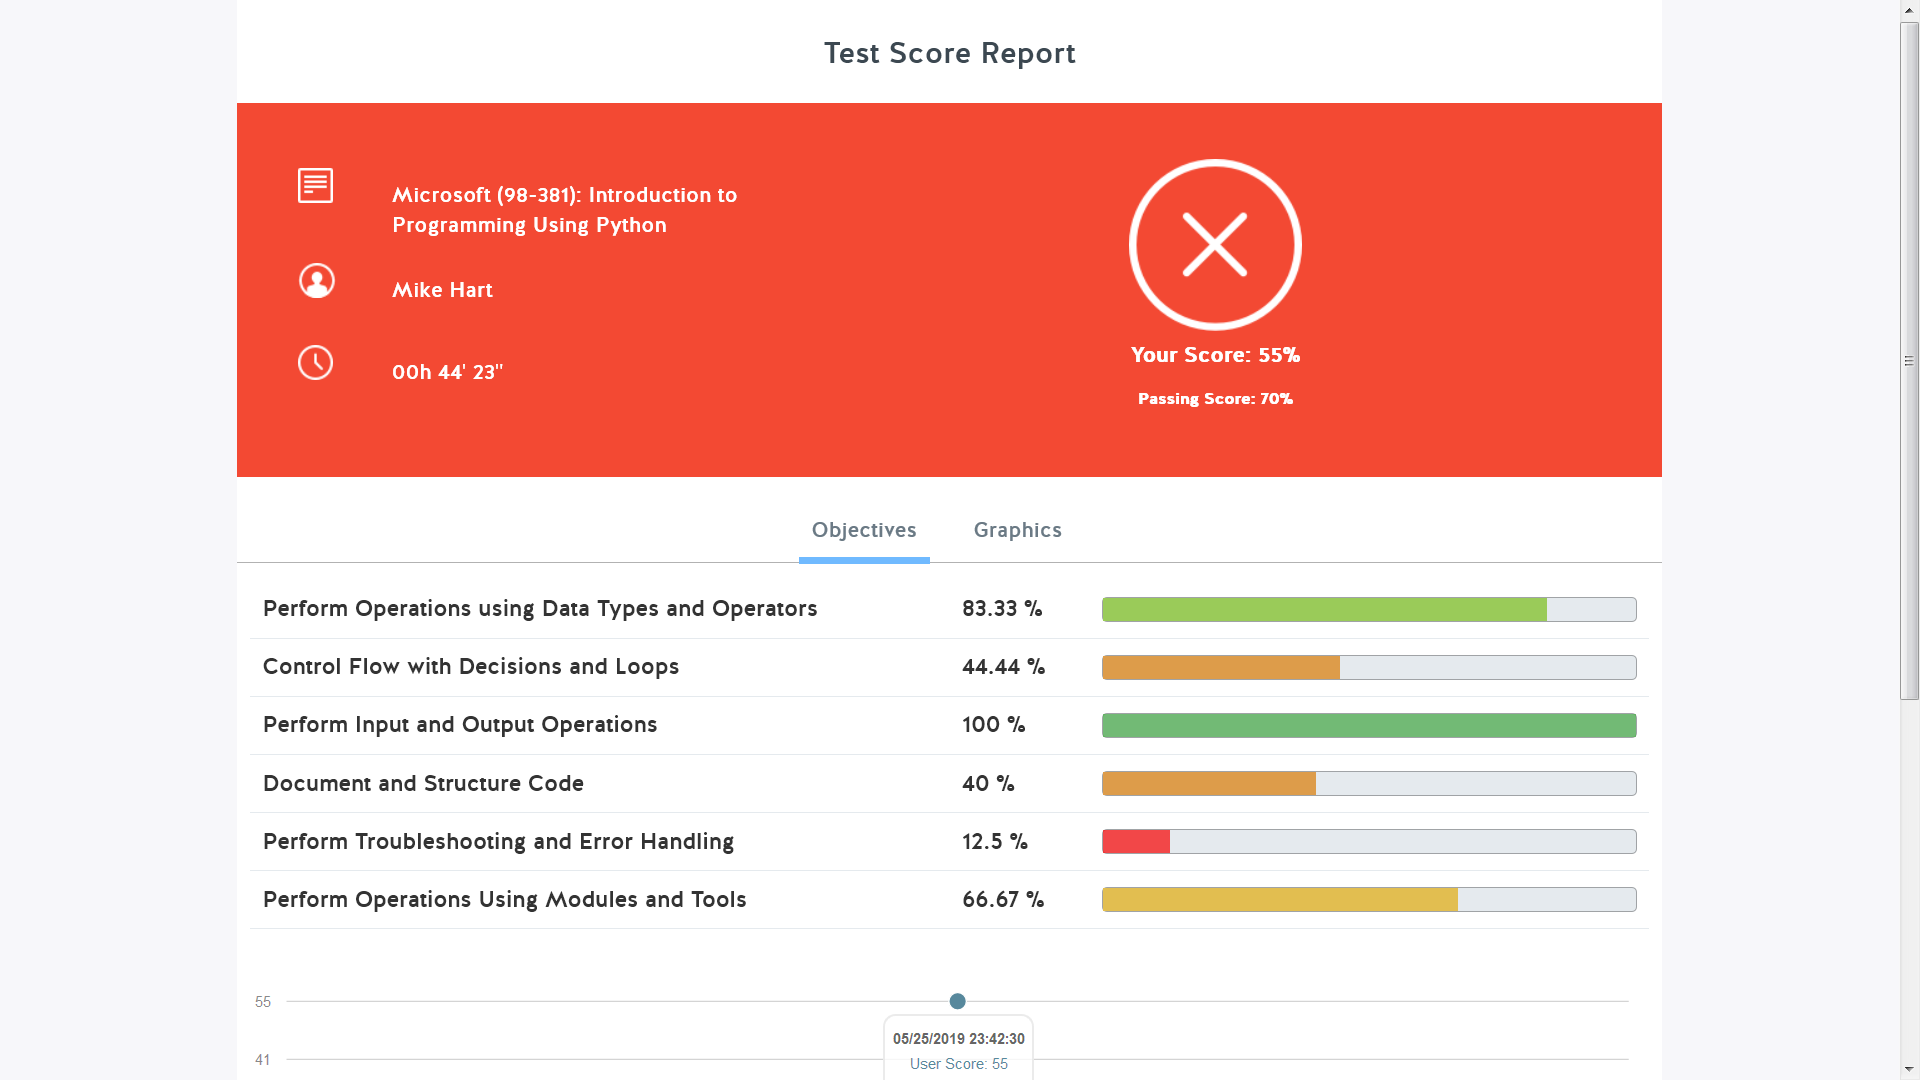 Test Score Report
Microsoft (98-381): Introduction to
Programming Using Python
Mike Hart
00h 44' 23"
Your Score: 55%
Passing Score: 70%
Objectives Graphics
Perform Operations using Data Types and Operators 83.33 %
Control Flow with Decisions and Loops 44.44 %
Perform Input and Output Operations 100 %
Document and Structure Code 40 %
Perform Troubleshooting and Error Handling 12.5 %
Perform Operations Using Modules and Tools 66.67 %
55
05/25/2019 23:42:30
41
User Score: 55